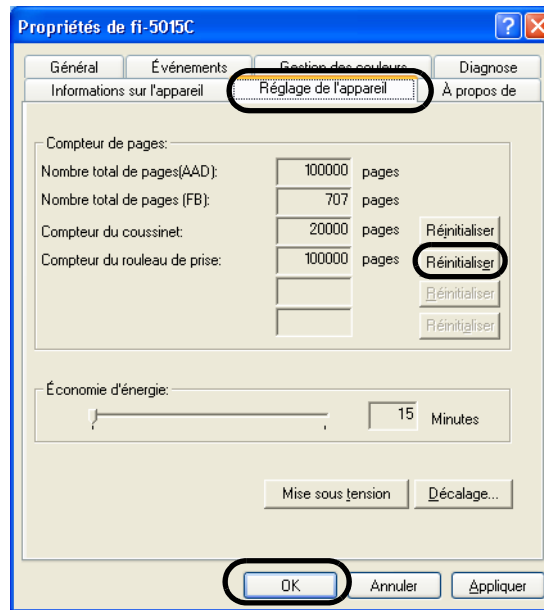 Propriétés de fi-5015C
Général Événements Gestion des couleurs Diagnose
Informations sur l'appareil Réglage de l'appareil À propos de
Compteur de pages:
Nombre total de pages(AAD): 100000 pages
Nombre total de pages (FB): 707 pages
Compteur du coussinet: 20000 pages Réinitialiser
Compteur du rouleau de prise: 100000 pages Réinitialiser
Réinitialiser
Réinitialiser
Économie d'énergie:
15 Minutes
Mise sous tension Décalage...
OK Annuler Appliquer